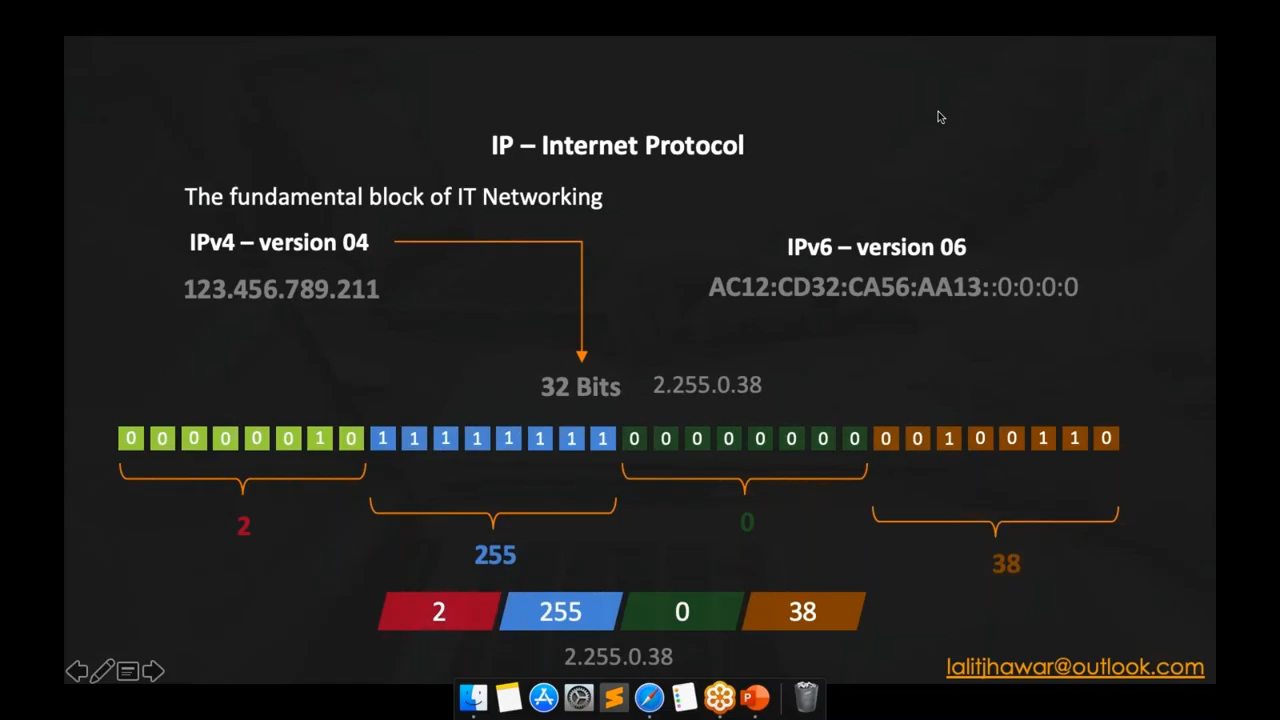 IP – Internet Protocol
The fundamental block of IT Networking
IPv4 – version 04
IPv6 – version 06
123.456.789.211
AC12:CD32:CA56:AA13::0:0:0:0
32 Bits 2.255.0.38
0 0 0 0 0 0 1 0 1 1 1 1 1 1 1 1 0 0 0 0 0 0 0 0 0 0 1 0 0 1 1 0
2
255
0
38
2 255 0 38
2.255.0.38
lalitjhawar@outlook.com